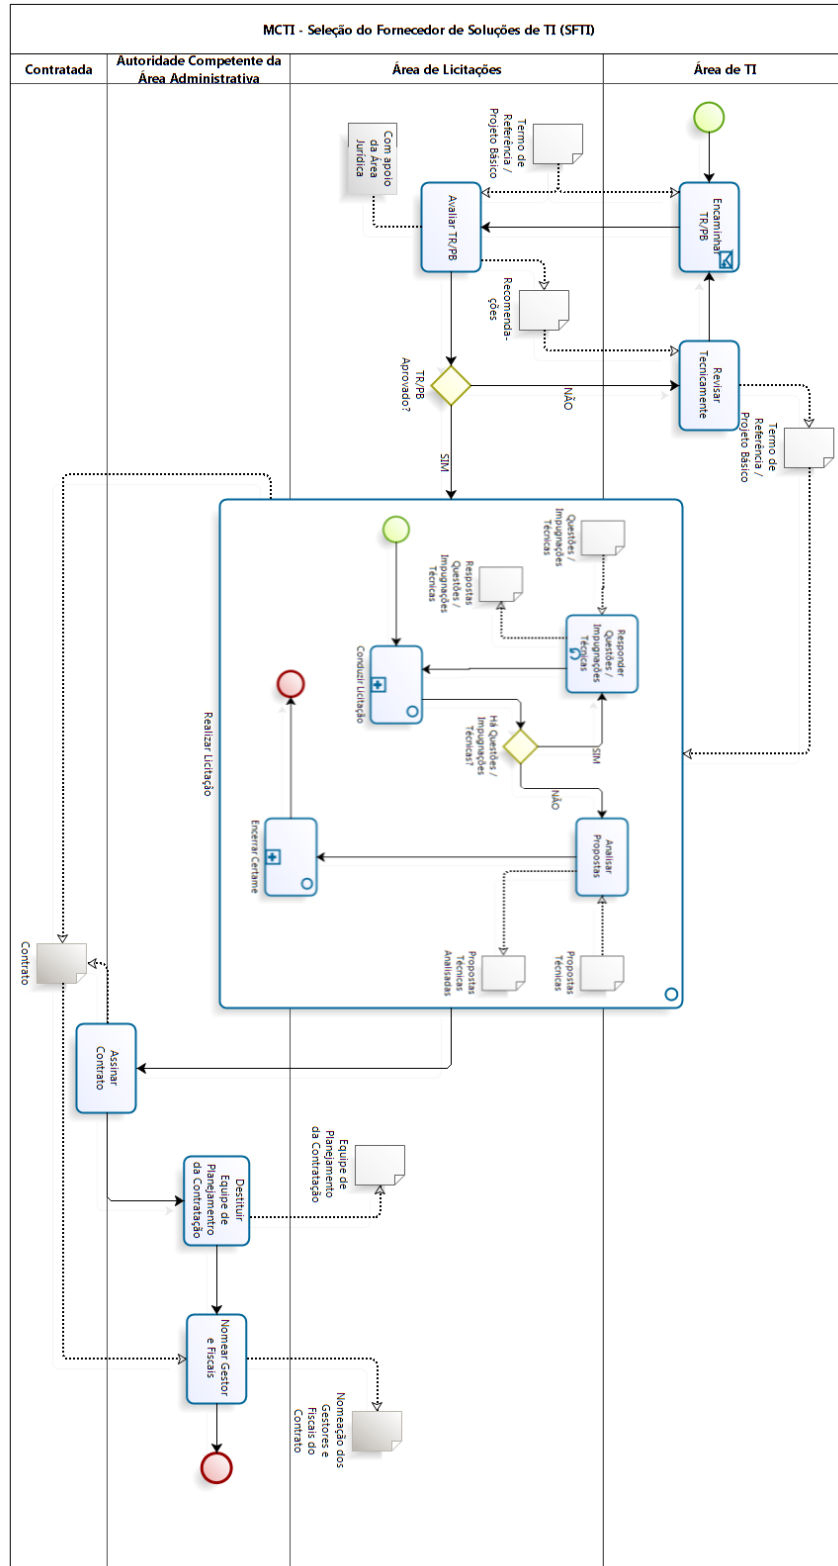 MCTI - Seleção do Fornecedor de Soluções de TI (SFTI)
Contratada
Autoridade Competente da
Área Administrativa
Área de Licitações
Área de TI
Com apoio
da Área
Jurídica
Termo de
Referência /
Projeto Básico
Encaminhar
TR/PB
Avaliar TR/PB
Recomenda-
ções
Revisar
Tecnicamente
TR/PB
Aprovado?
NÃO
SIM
Termo de
Referência /
Projeto Básico
Realizar Licitação
Questões /
Impugnações
Técnicas
Respostas
Questões /
Impugnações
Técnicas
Responder
Questões /
Impugnações
Técnicas
Conduzir Licitação
Há Questões /
Impugnações
Técnicas?
SIM
NÃO
Analisar
Propostas
Encerrar Certame
Propostas
Técnicas
Analisadas
Propostas
Técnicas
Contrato
Assinar
Contrato
Destituir
Equipe de
Planejamentro
da Contratação
Equipe de
Planejamento
da Contratação
Nomear Gestor
e Fiscais
Nomeação dos
Gestores e
Fiscais do
Contrato